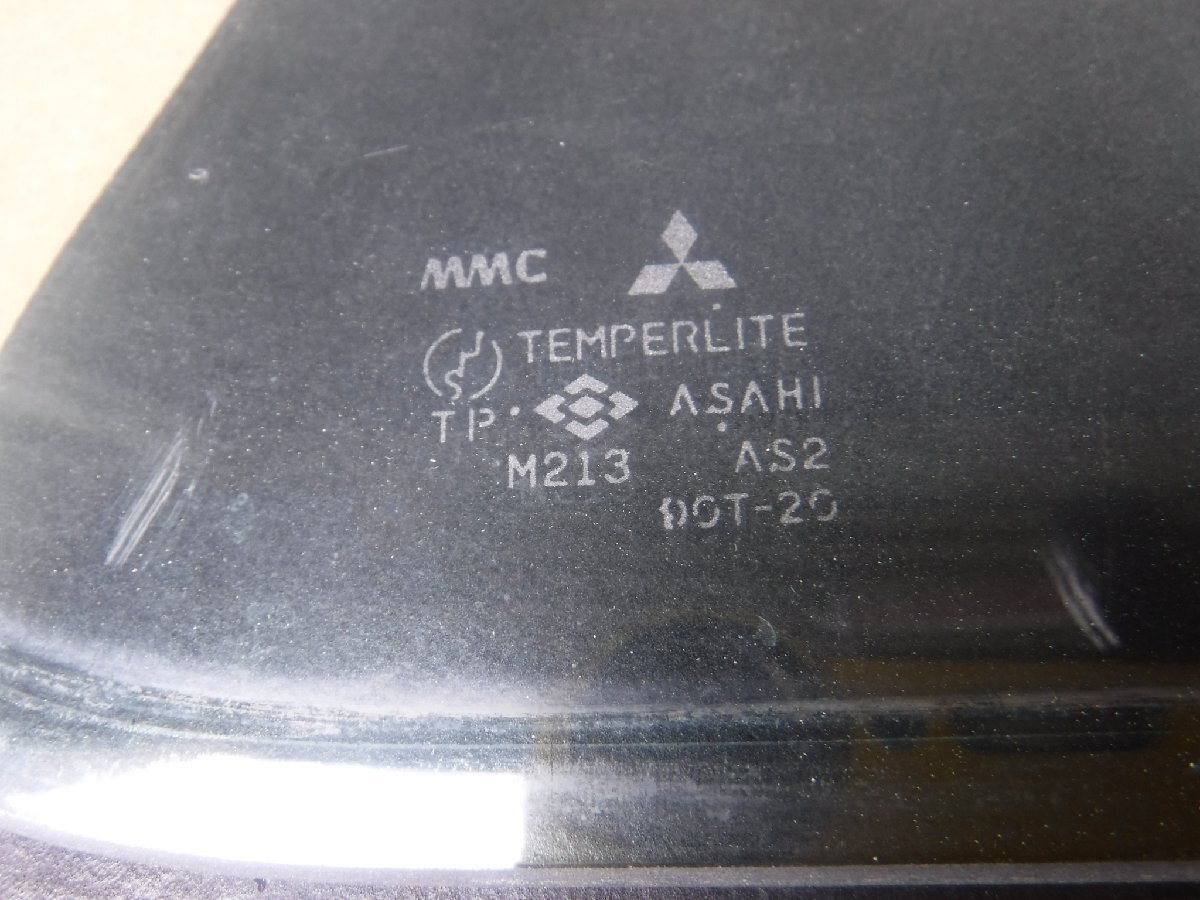 MMC
TEMPERLITE
TP ASAHI
M213 AS2
DOT-20